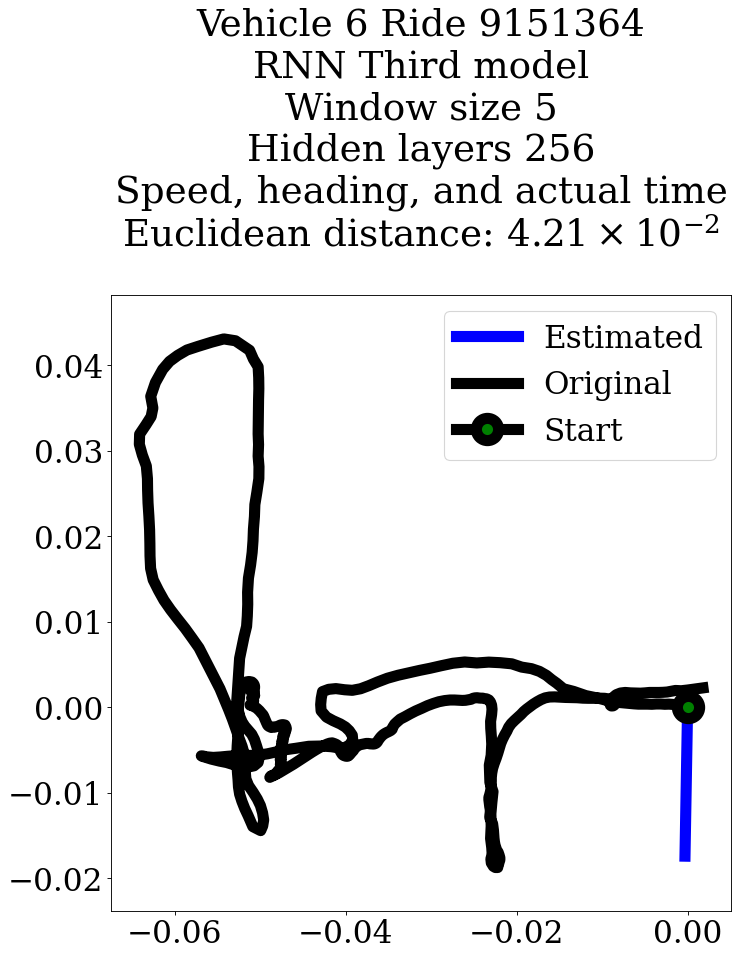 Vehicle 6 Ride 9151364
RNN Third model
Window size 5
Hidden layers 256
Speed, heading, and actual time
Euclidean distance: 4.21 × 10⁻²
Estimated
Original
Start
0.04
0.03
0.02
0.01
0.00
−0.01
−0.02
−0.06 −0.04 −0.02 0.00